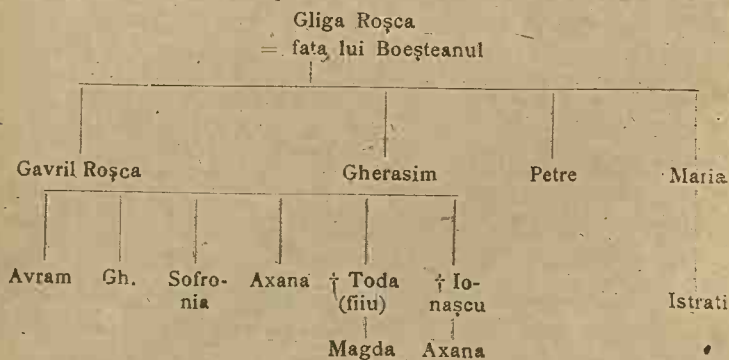 Gliga Roşca
= fata lui Boeşteanul
Gavril Roşca Gherasim Petre Maria
Avram Gh. Sofro- Axana † Toda † Io-
nia (fiiu) naşcu Istrati
Magda Axana